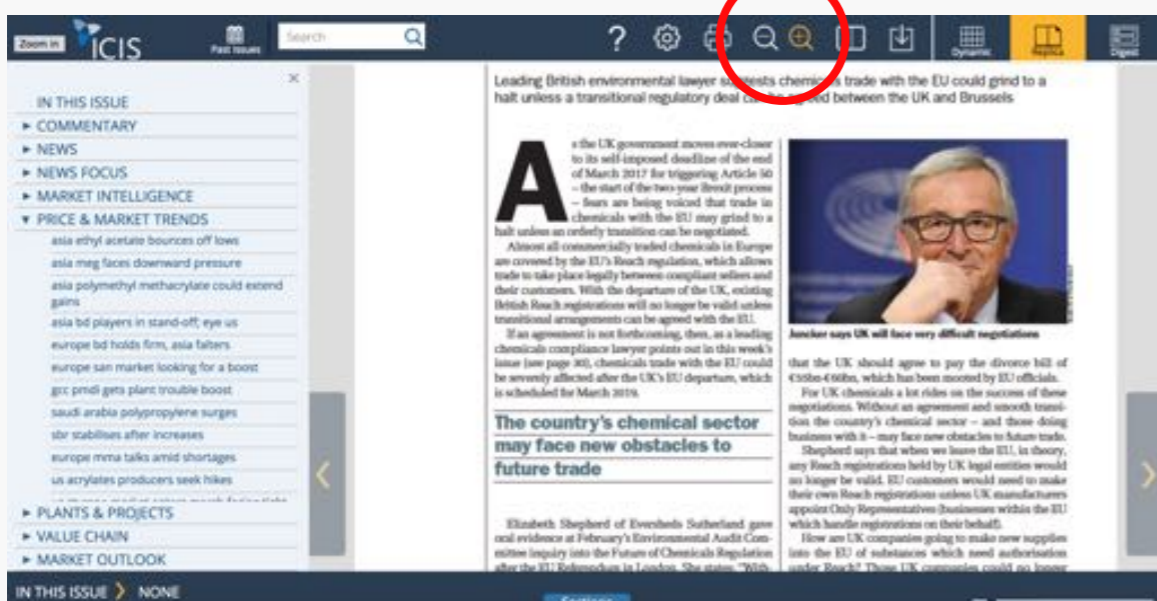 Zoom in
ICIS
Past Issues
Search
Dynamic
Replica
Digest
IN THIS ISSUE
COMMENTARY
NEWS
NEWS FOCUS
MARKET INTELLIGENCE
PRICE & MARKET TRENDS
asia ethyl acetate bounces off lows
asia meg faces downward pressure
asia polymethyl methacrylate could extend
gains
asia bd players in stand-off; eye us
europe bd holds firm, asia falters
europe san market looking for a boost
gcc pmdi gets plant trouble boost
saudi arabia polypropylene surges
sbr stabilises after increases
europe mma talks amid shortages
us acrylates producers seek hikes
PLANTS & PROJECTS
VALUE CHAIN
MARKET OUTLOOK
Leading British environmental lawyer suggests chemicals trade with the EU could grind to a
halt unless a transitional regulatory deal can be agreed between the UK and Brussels
As the UK government moves ever-closer
to its self-imposed deadline of the end
of March 2017 for triggering Article 50
– the start of the two-year Brexit process
– fears are being voiced that trade in
chemicals with the EU may grind to a
halt unless an orderly transition can be negotiated.
Almost all commercially traded chemicals in Europe
are covered by the EU's Reach regulation, which allows
trade to take place legally between compliant sellers and
their customers. With the departure of the UK, existing
British Reach registrations will no longer be valid unless
transitional arrangements can be agreed with the EU.
If an agreement is not forthcoming, then, as a leading
chemicals compliance lawyer points out in this week's
issue (see page 30), chemicals trade with the EU could
be severely affected after the UK's EU departure, which
is scheduled for March 2019.
The country's chemical sector
may face new obstacles to
future trade
Elizabeth Shepherd of Eversheds Sutherland gave
oral evidence at February's Environmental Audit Com-
mittee inquiry into the Future of Chemicals Regulation
after the EU Referendum in London. She states, "With-
Juncker says UK will face very difficult negotiations
that the UK should agree to pay the divorce bill of
€55bn-€60bn, which has been mooted by EU officials.
For UK chemicals a lot rides on the success of these
negotiations. Without an agreement and smooth transi-
tion the country's chemical sector – and those doing
business with it – may face new obstacles to future trade.
Shepherd says that when we leave the EU, in theory,
any Reach registrations held by UK legal entities would
no longer be valid. EU customers would need to make
their own Reach registrations unless UK manufacturers
appoint Only Representatives (businesses within the EU
which handle registrations on their behalf).
How are UK companies going to make new supplies
into the EU of substances which need authorisation
under Reach? Those UK companies could no longer
IN THIS ISSUE
NONE
Sections